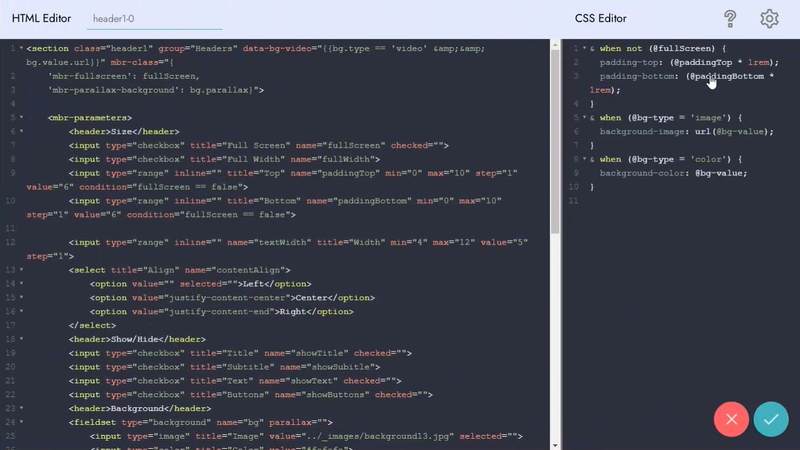 HTML Editor
header1-0
CSS Editor
1 <section class="header1" group="Headers" data-bg-video="{{bg.type == 'video' &amp;&amp;
bg.value.url}}" mbr-class="{
2 'mbr-fullscreen': fullScreen,
3 'mbr-parallax-background': bg.parallax}">
4
5 <mbr-parameters>
6 <header>Size</header>
7 <input type="checkbox" title="Full Screen" name="fullScreen" checked="">
8 <input type="checkbox" title="Full Width" name="fullWidth">
9 <input type="range" inline="" title="Top" name="paddingTop" min="0" max="10" step="1"
value="6" condition="fullScreen == false">
10 <input type="range" inline="" title="Bottom" name="paddingBottom" min="0" max="10"
step="1" value="6" condition="fullScreen == false">
11
12 <input type="range" inline="" name="textWidth" title="Width" min="4" max="12" value="5"
step="1">
13 <select title="Align" name="contentAlign">
14 <option value="" selected="">Left</option>
15 <option value="justify-content-center">Center</option>
16 <option value="justify-content-end">Right</option>
17 </select>
18 <header>Show/Hide</header>
19 <input type="checkbox" title="Title" name="showTitle" checked="">
20 <input type="checkbox" title="Subtitle" name="showSubitle">
21 <input type="checkbox" title="Text" name="showText" checked="">
22 <input type="checkbox" title="Buttons" name="showButtons" checked="">
23 <header>Background</header>
24 <fieldset type="background" name="bg" parallax="">
25 <input type="image" title="Image" value="../_images/background13.jpg" selected="">
1 & when not (@fullScreen) {
2 padding-top: (@paddingTop * 1rem);
3 padding-bottom: (@paddingBottom *
1rem);
4 }
5 & when (@bg-type = 'image') {
6 background-image: url(@bg-value);
7 }
8 & when (@bg-type = 'color') {
9 background-color: @bg-value;
10 }
11